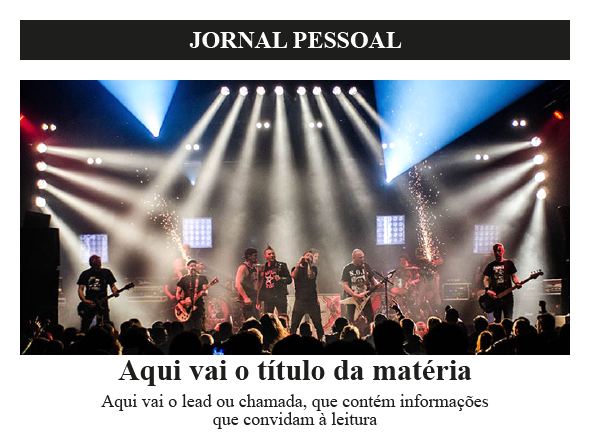 JORNAL PESSOAL
Aqui vai o título da matéria
Aqui vai o lead ou chamada, que contém informações
que convidam à leitura